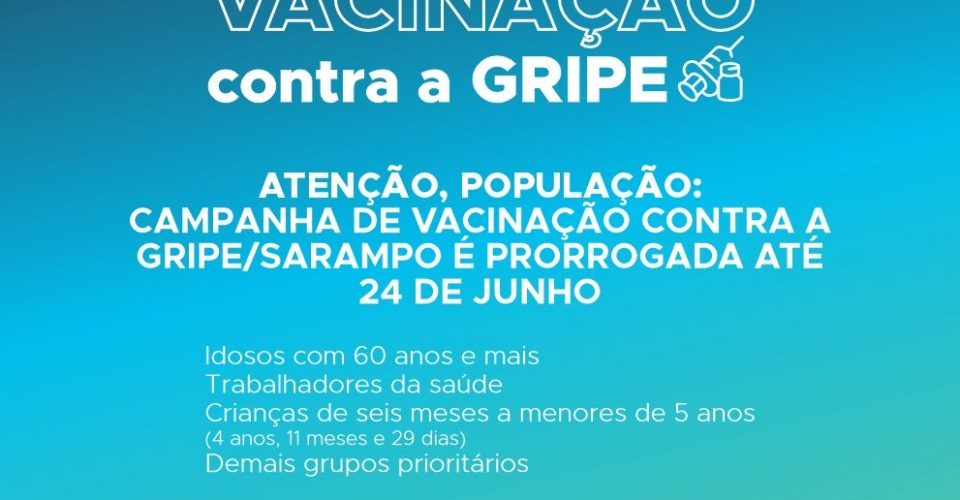 VACINAÇÃO
contra a GRIPE
ATENÇÃO, POPULAÇÃO:
CAMPANHA DE VACINAÇÃO CONTRA A
GRIPE/SARAMPO É PRORROGADA ATÉ
24 DE JUNHO
Idosos com 60 anos e mais
Trabalhadores da saúde
Crianças de seis meses a menores de 5 anos
(4 anos, 11 meses e 29 dias)
Demais grupos prioritários